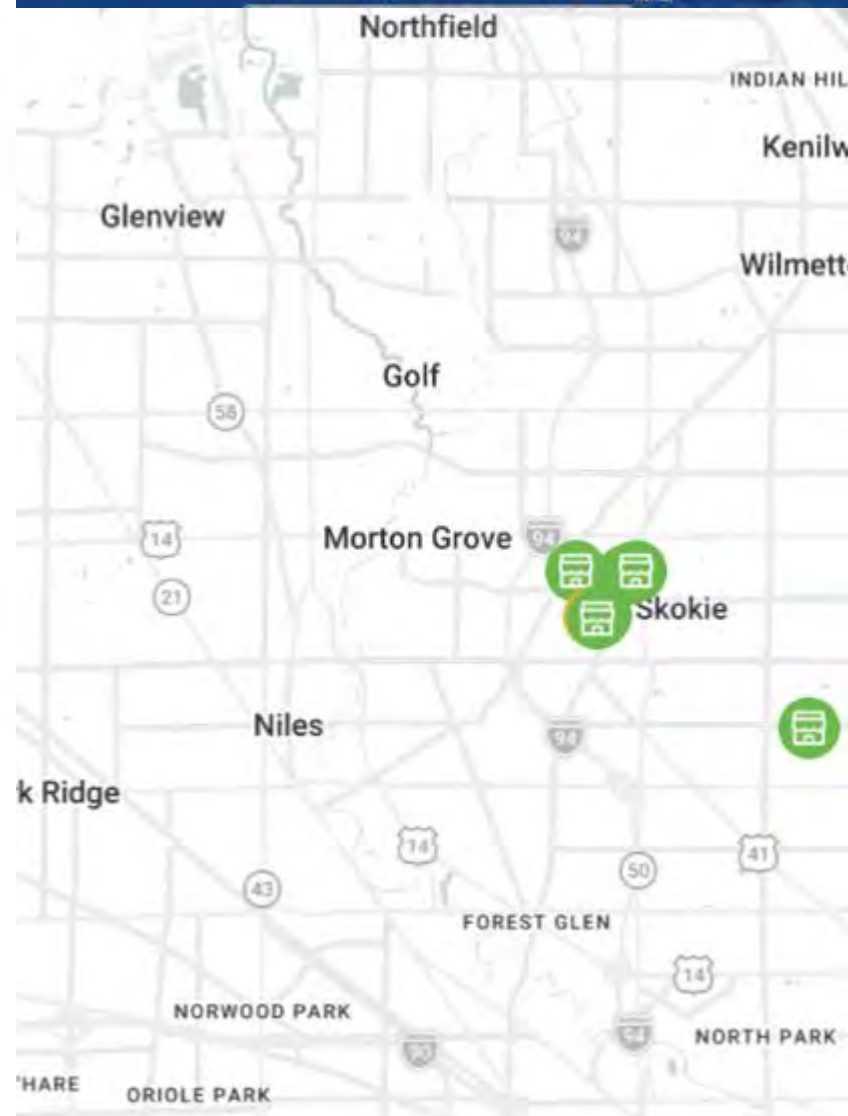 Northfield
INDIAN HIL
Kenilw
Glenview
94
Wilmett
Golf
58
Morton Grove
94
14
21
Skokie
Niles
94
k Ridge
14
41
50
43
FOREST GLEN
14
NORWOOD PARK
94
NORTH PARK
90
'HARE
ORIOLE PARK